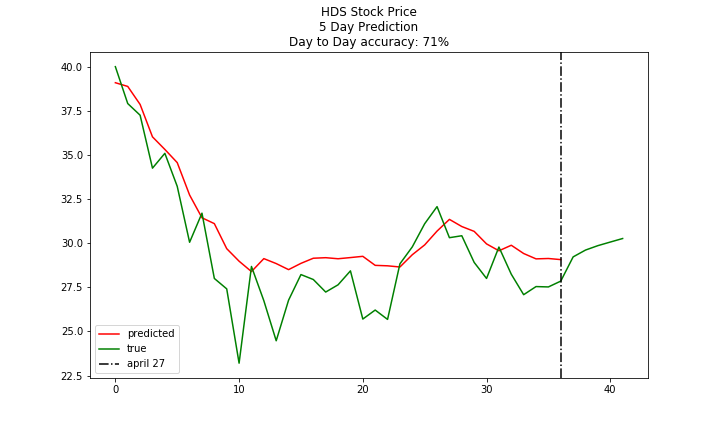 HDS Stock Price
5 Day Prediction
Day to Day accuracy: 71%
40.0
37.5
35.0
32.5
30.0
27.5
25.0
22.5
predicted
true
april 27
0
10
20
30
40